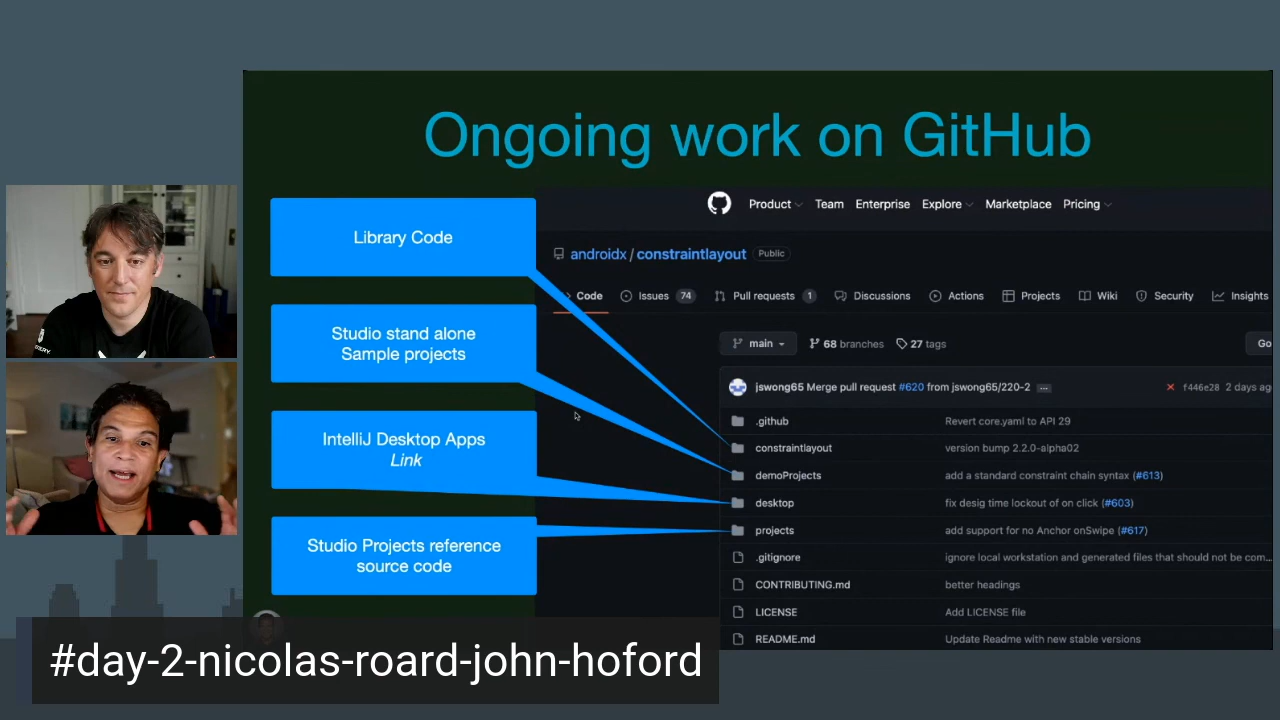 Ongoing work on GitHub
Library Code
Studio stand alone
Sample projects
IntelliJ Desktop Apps
Link
Studio Projects reference
source code
Product Team Enterprise Explore Marketplace Pricing
androidx / constraintlayout Public
Code Issues 74 Pull requests 1 Discussions Actions Projects Wiki Security Insights
main 68 branches 27 tags Go
jswong65 Merge pull request #620 from jswong65/220-2 ... f446e28 2 days ag
.github Revert core.yaml to API 29
constraintlayout version bump 2.2.0-alpha02
demoProjects add a standard constraint chain syntax (#613)
desktop fix desig time lockout of on click (#603)
projects add support for no Anchor onSwipe (#617)
.gitignore ignore local workstation and generated files that should not be com...
CONTRIBUTING.md better headings
LICENSE Add LICENSE file
README.md Update Readme with new stable versions
#day-2-nicolas-roard-john-hoford